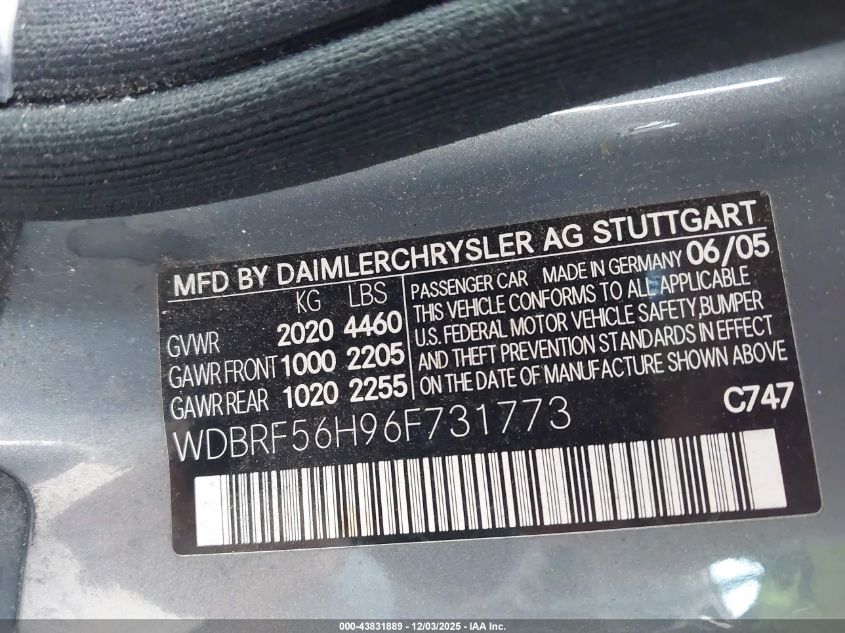 MFD BY DAIMLERCHRYSLER AG STUTTGART
KG LBS
GVWR 2020 4460
GAWR FRONT 1000 2205
GAWR REAR 1020 2255
PASSENGER CAR MADE IN GERMANY 06/05
THIS VEHICLE CONFORMS TO ALL APPLICABLE
U.S. FEDERAL MOTOR VEHICLE SAFETY,BUMPER
AND THEFT PREVENTION STANDARDS IN EFFECT
ON THE DATE OF MANUFACTURE SHOWN ABOVE
C747
WDBRF56H96F731773
000-43831889 - 12/03/2025 - IAA Inc.